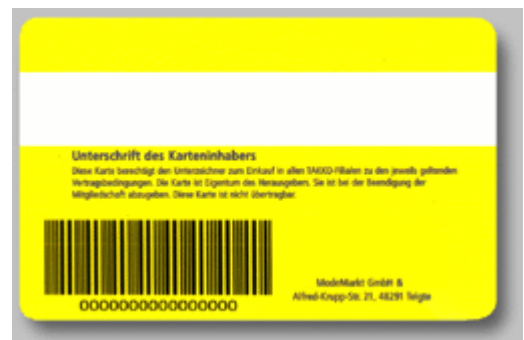 Unterschrift des Karteninhabers
Diese Karte berechtigt den Unterzeichner zum Einkauf in allen TAKKO-Filialen zu den jeweils geltenden
Vertragsbedingungen. Die Karte ist Eigentum des Herausgebers. Sie ist bei der Beendigung der
Mitgliedschaft abzugeben. Diese Karte ist nicht übertragbar.
0000000000000000
ModeMarkt GmbH &
Alfred-Krupp-Str. 21, 48291 Telgte